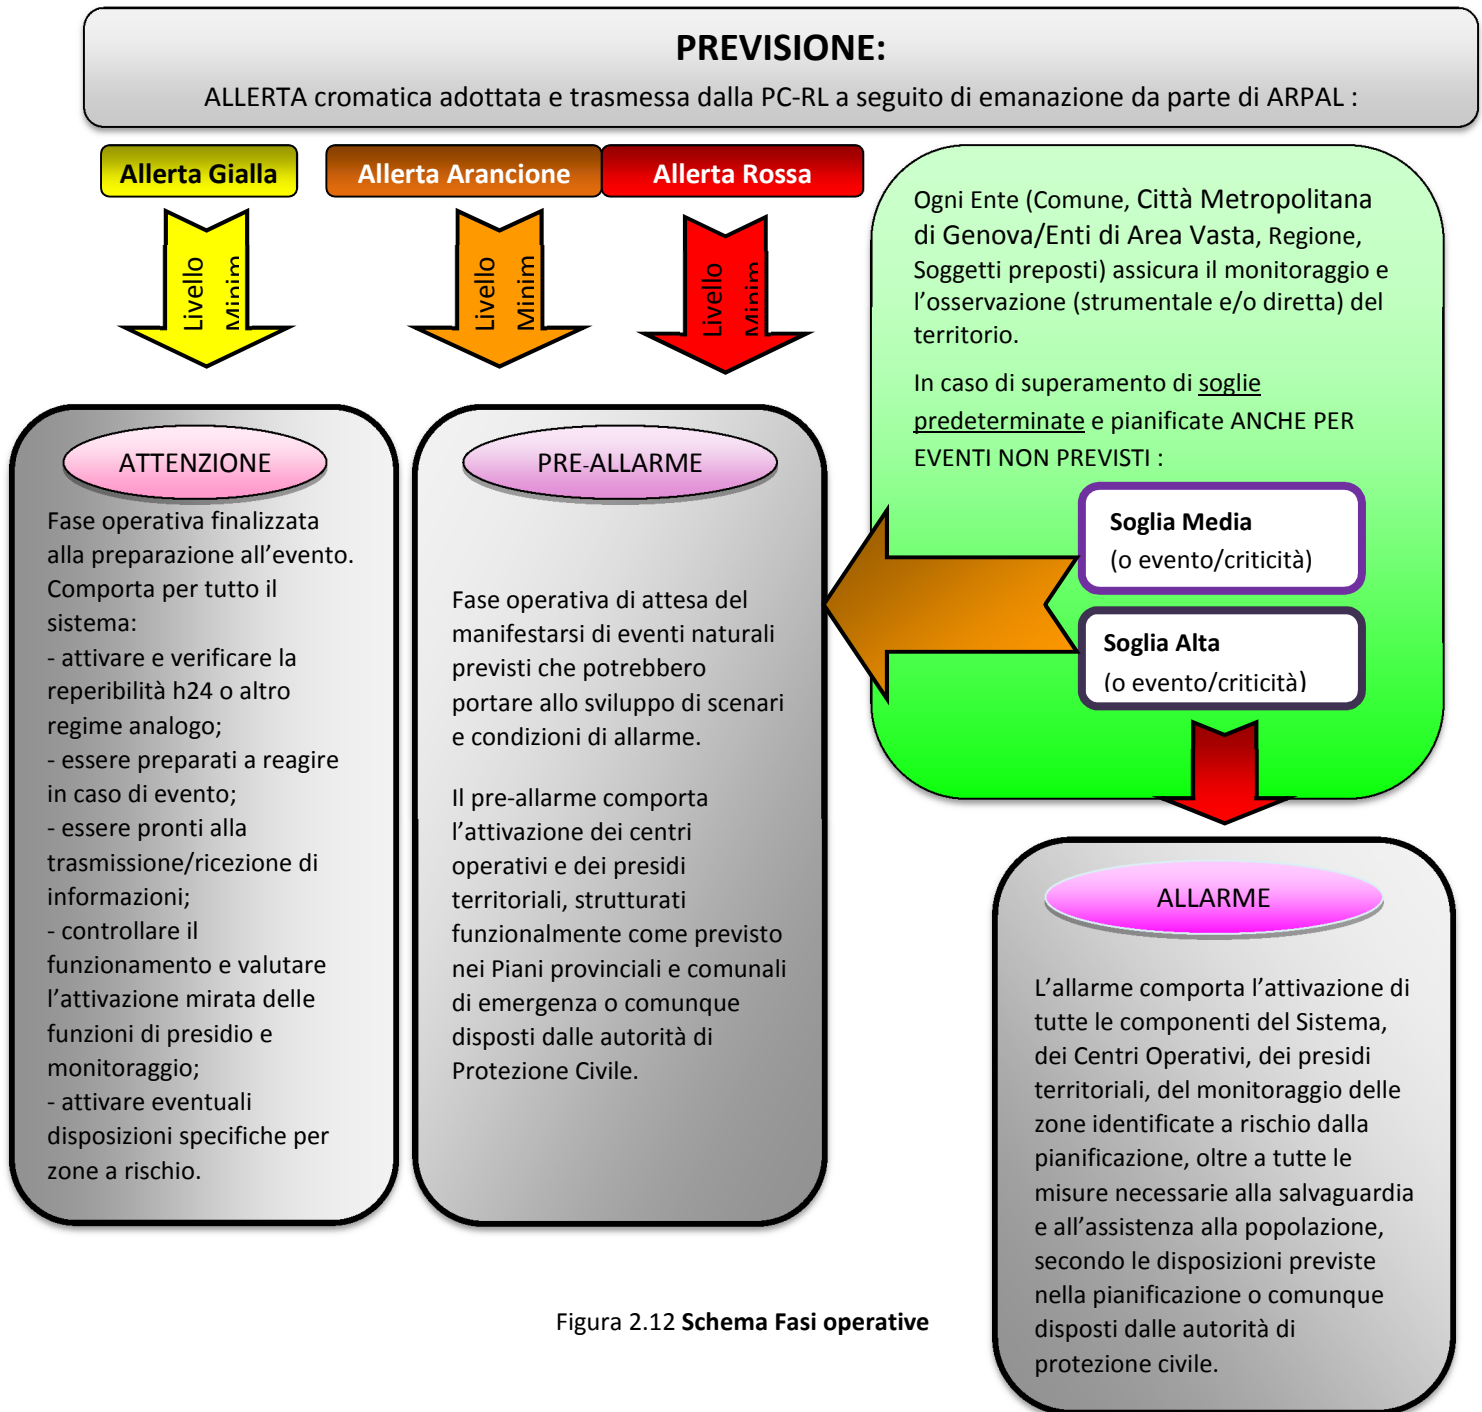 PREVISIONE:
ALLERTA cromatica adottata e trasmessa dalla PC-RL a seguito di emanazione da parte di ARPAL :
Allerta Gialla
Allerta Arancione
Allerta Rossa
Livello
Minim
Livello
Minim
Livello
Minim
Ogni Ente (Comune, Città Metropolitana
di Genova/Enti di Area Vasta, Regione,
Soggetti preposti) assicura il monitoraggio e
l’osservazione (strumentale e/o diretta) del
territorio.
In caso di superamento di soglie
predeterminate e pianificate ANCHE PER
EVENTI NON PREVISTI :
Soglia Media
(o evento/criticità)
Soglia Alta
(o evento/criticità)
ATTENZIONE
Fase operativa finalizzata
alla preparazione all’evento.
Comporta per tutto il
sistema:
- attivare e verificare la
reperibilità h24 o altro
regime analogo;
- essere preparati a reagire
in caso di evento;
- essere pronti alla
trasmissione/ricezione di
informazioni;
- controllare il
funzionamento e valutare
l’attivazione mirata delle
funzioni di presidio e
monitoraggio;
- attivare eventuali
disposizioni specifiche per
zone a rischio.
PRE-ALLARME
Fase operativa di attesa del
manifestarsi di eventi naturali
previsti che potrebbero
portare allo sviluppo di scenari
e condizioni di allarme.
Il pre-allarme comporta
l’attivazione dei centri
operativi e dei presidi
territoriali, strutturati
funzionalmente come previsto
nei Piani provinciali e comunali
di emergenza o comunque
disposti dalle autorità di
Protezione Civile.
ALLARME
L’allarme comporta l’attivazione di
tutte le componenti del Sistema,
dei Centri Operativi, dei presidi
territoriali, del monitoraggio delle
zone identificate a rischio dalla
pianificazione, oltre a tutte le
misure necessarie alla salvaguardia
e all’assistenza alla popolazione,
secondo le disposizioni previste
nella pianificazione o comunque
disposti dalle autorità di
protezione civile.
Figura 2.12 Schema Fasi operative